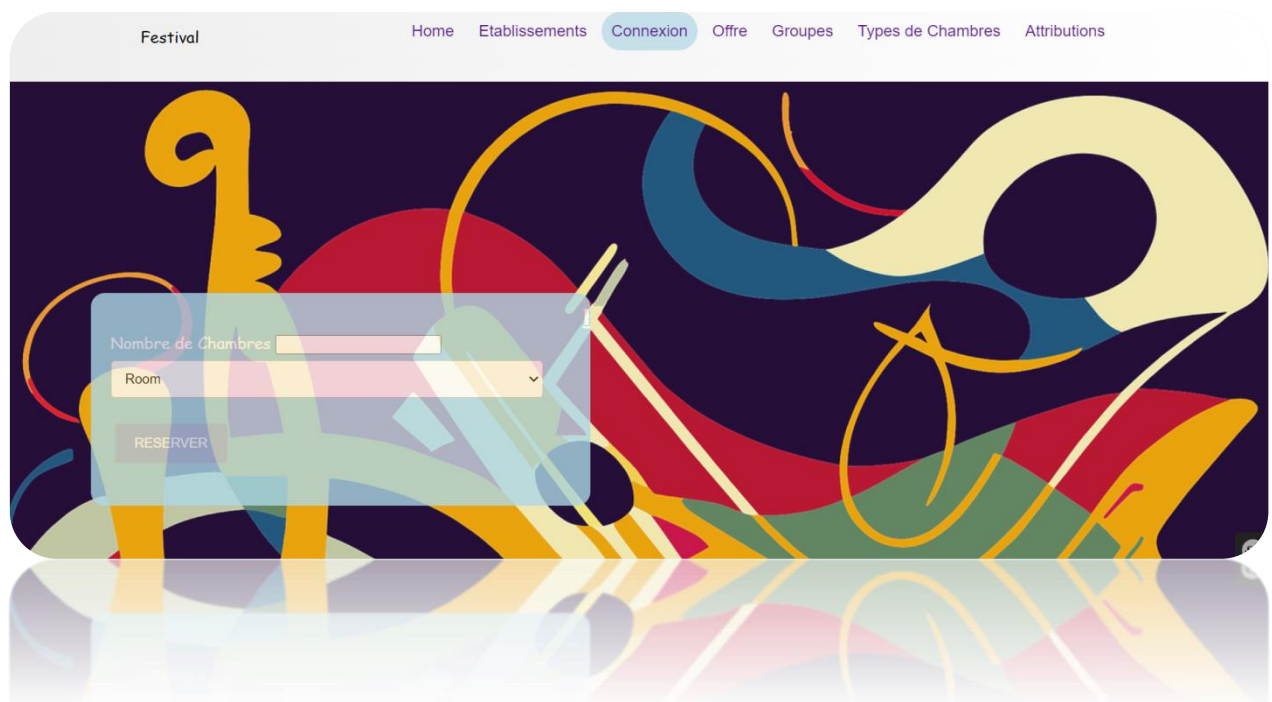 Festival
Home Etablissements Connexion Offre Groupes Types de Chambres Attributions
Nombre de Chambres
Room
RESERVER